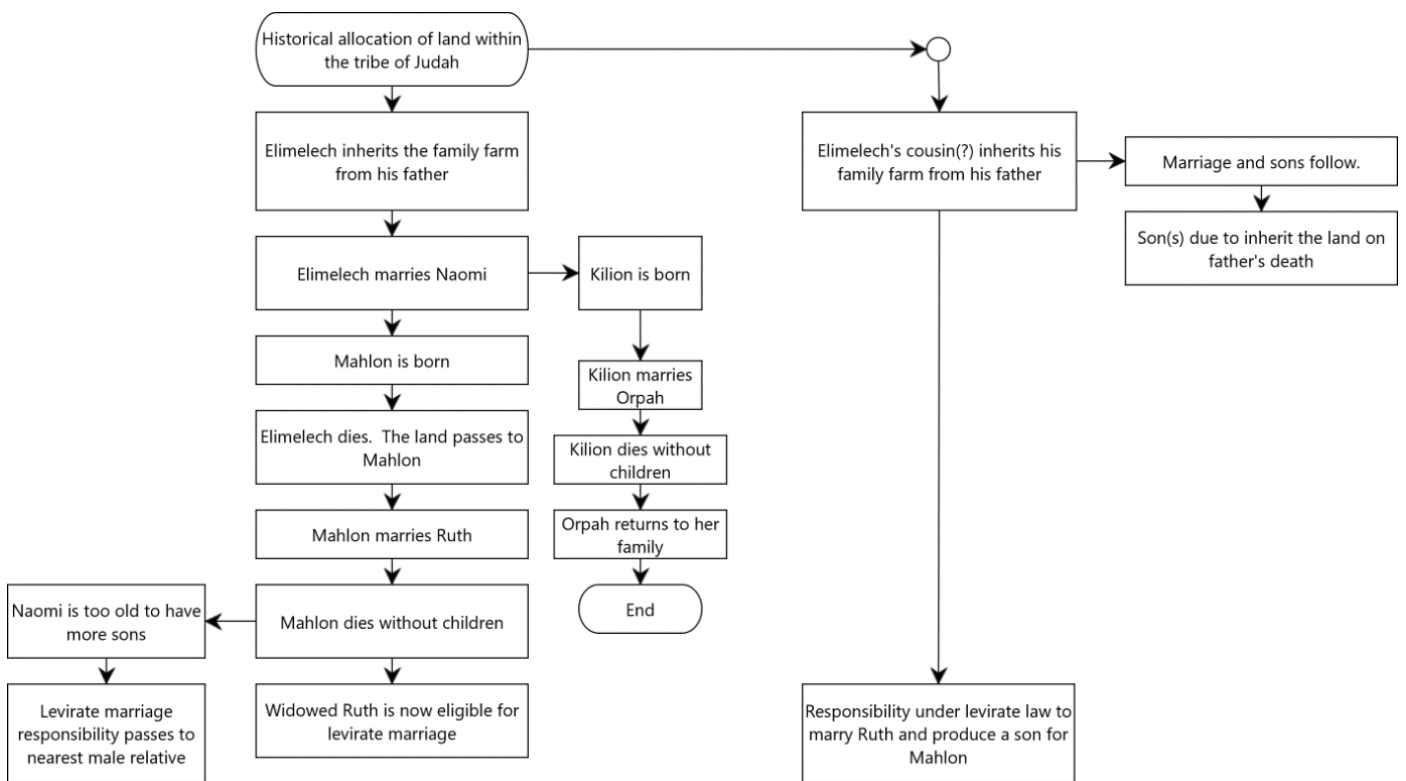 Historical allocation of land within
the tribe of Judah
Elimelech inherits the family farm
from his father
Elimelech's cousin(?) inherits his
family farm from his father
Marriage and sons follow.
Son(s) due to inherit the land on
father's death
Elimelech marries Naomi
Kilion is born
Mahlon is born
Kilion marries
Orpah
Elimelech dies.  The land passes to
Mahlon
Kilion dies without
children
Mahlon marries Ruth
Orpah returns to her
family
Naomi is too old to have
more sons
Mahlon dies without children
End
Levirate marriage
responsibility passes to
nearest male relative
Widowed Ruth is now eligible for
levirate marriage
Responsibility under levirate law to
marry Ruth and produce a son for
Mahlon